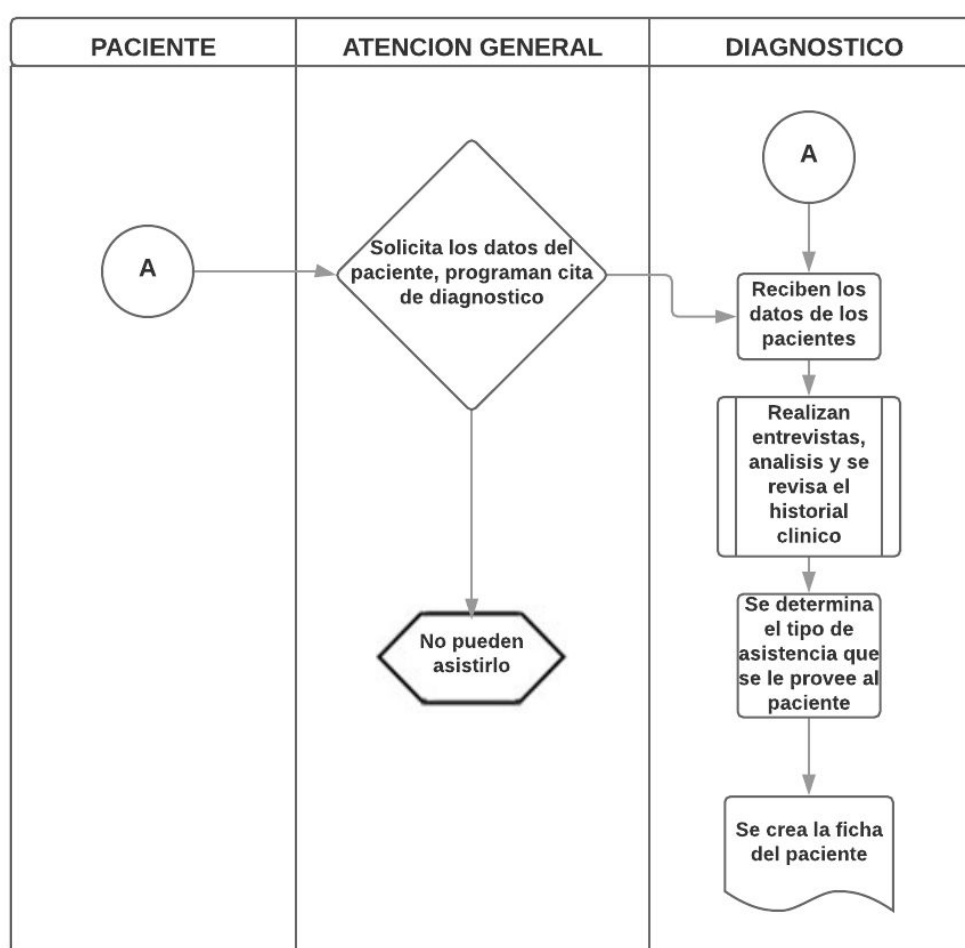 PACIENTE
ATENCION GENERAL
DIAGNOSTICO
A
Solicita los datos del
paciente, programan cita
de diagnostico
No pueden
asistirlo
A
Reciben los
datos de los
pacientes
Realizan
entrevistas,
analisis y se
revisa el
historial
clinico
Se determina
el tipo de
asistencia que
se le provee al
paciente
Se crea la ficha
del paciente